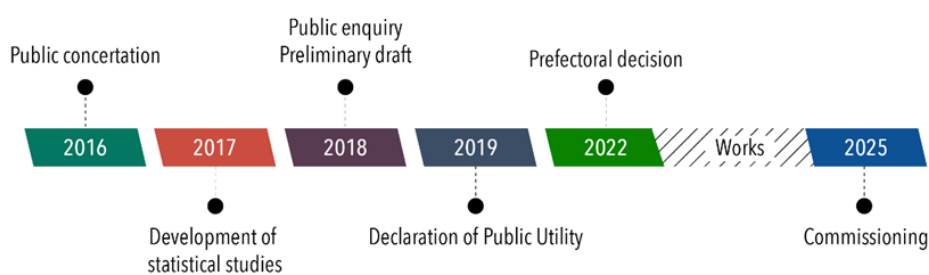 Public concertation
Public enquiry
Preliminary draft
Prefectoral decision
2016
2017
2018
2019
2022
Works
2025
Development of
statistical studies
Declaration of Public Utility
Commissioning